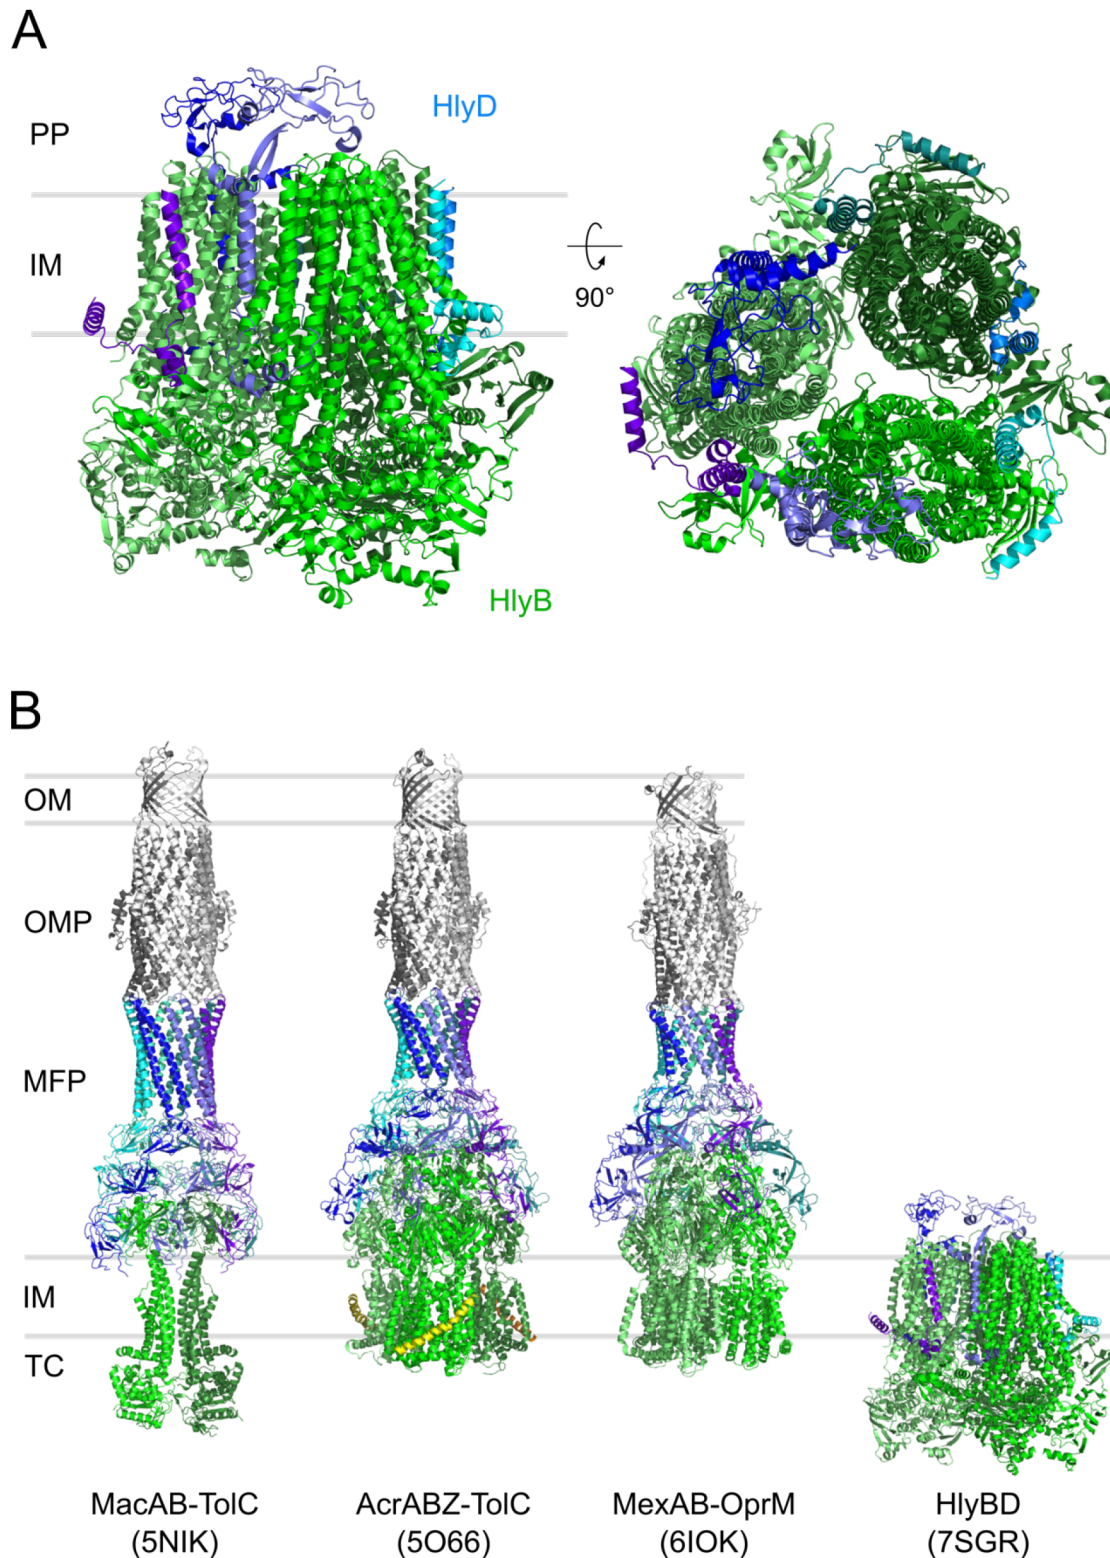 A
HlyD
PP
IM
90°
HlyB
B
OM
OMP
MFP
IM
TC
MacAB-TolC
(5NIK)
AcrABZ-TolC
(5O66)
MexAB-OprM
(6IOK)
HlyBD
(7SGR)